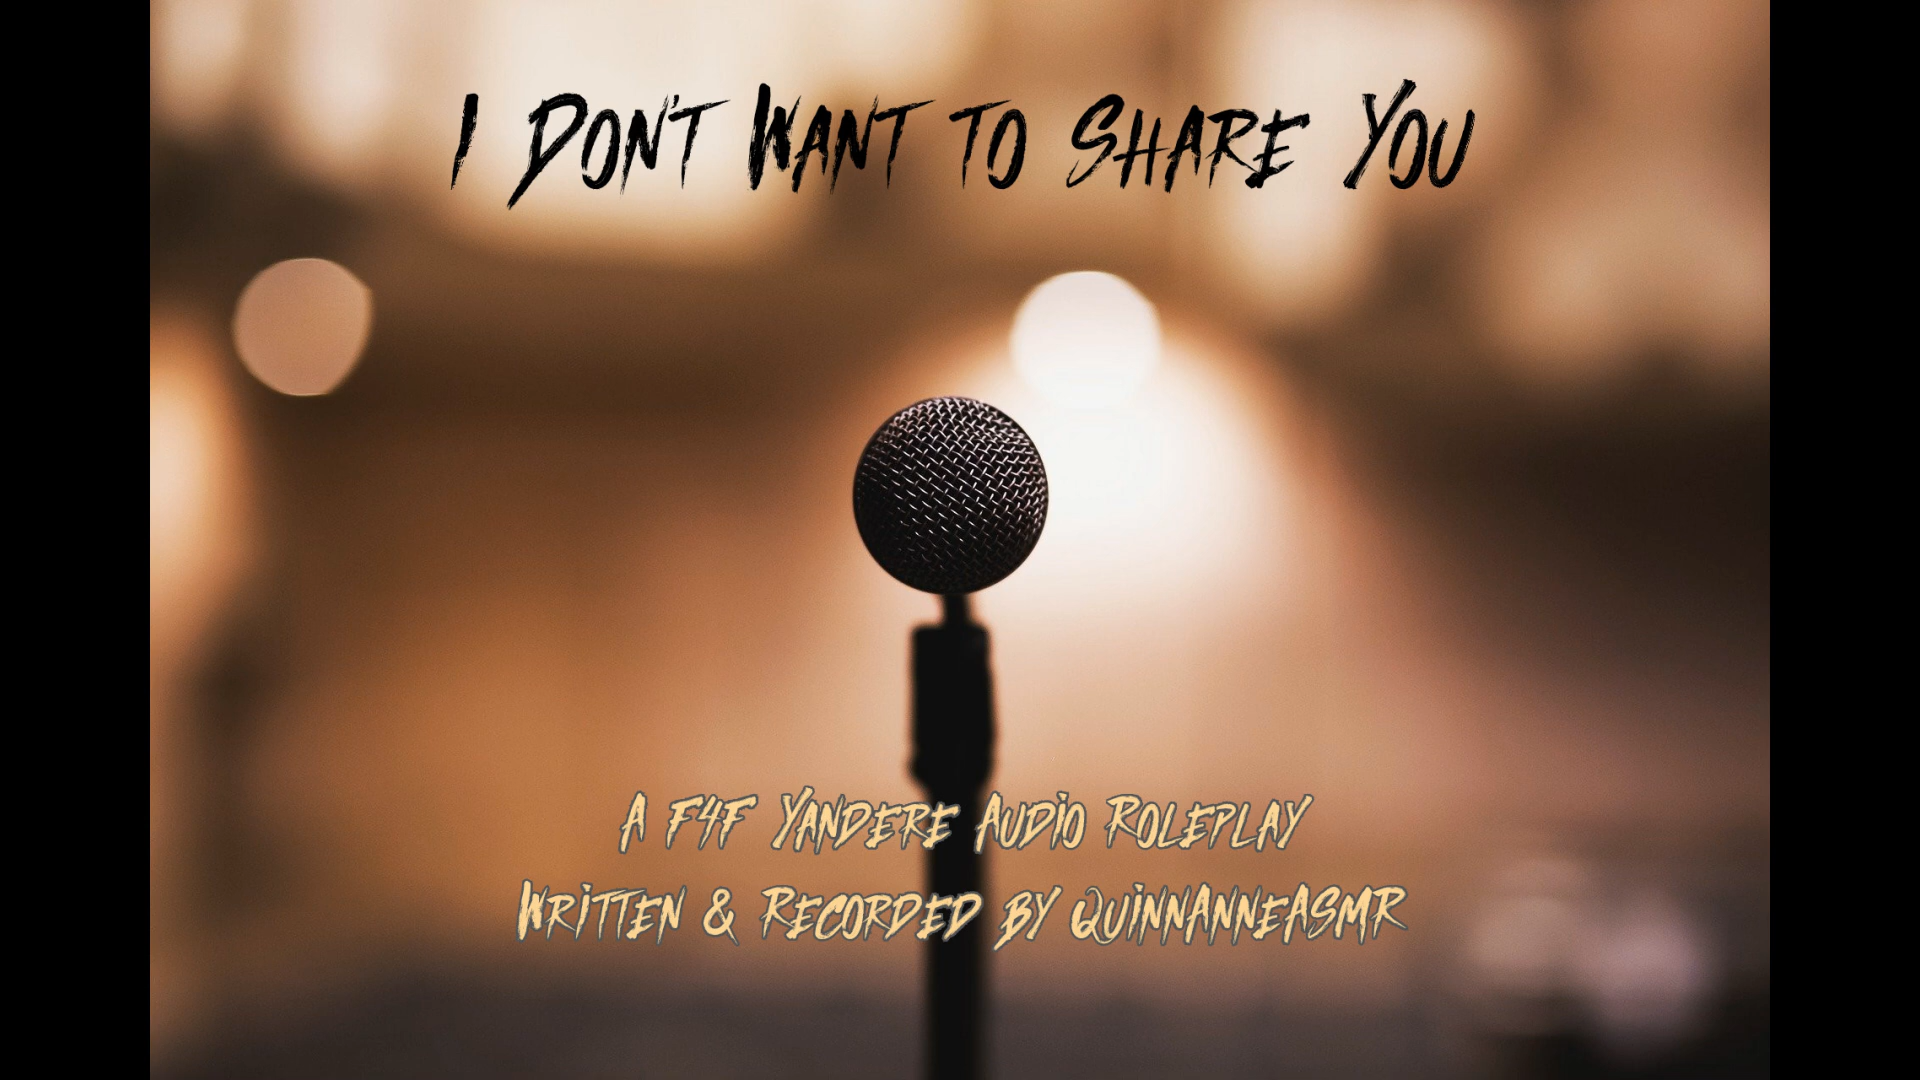 I Don't Want to Share You
A F4F Yandere Audio Roleplay
Written & Recorded by QuinnAnneASMR